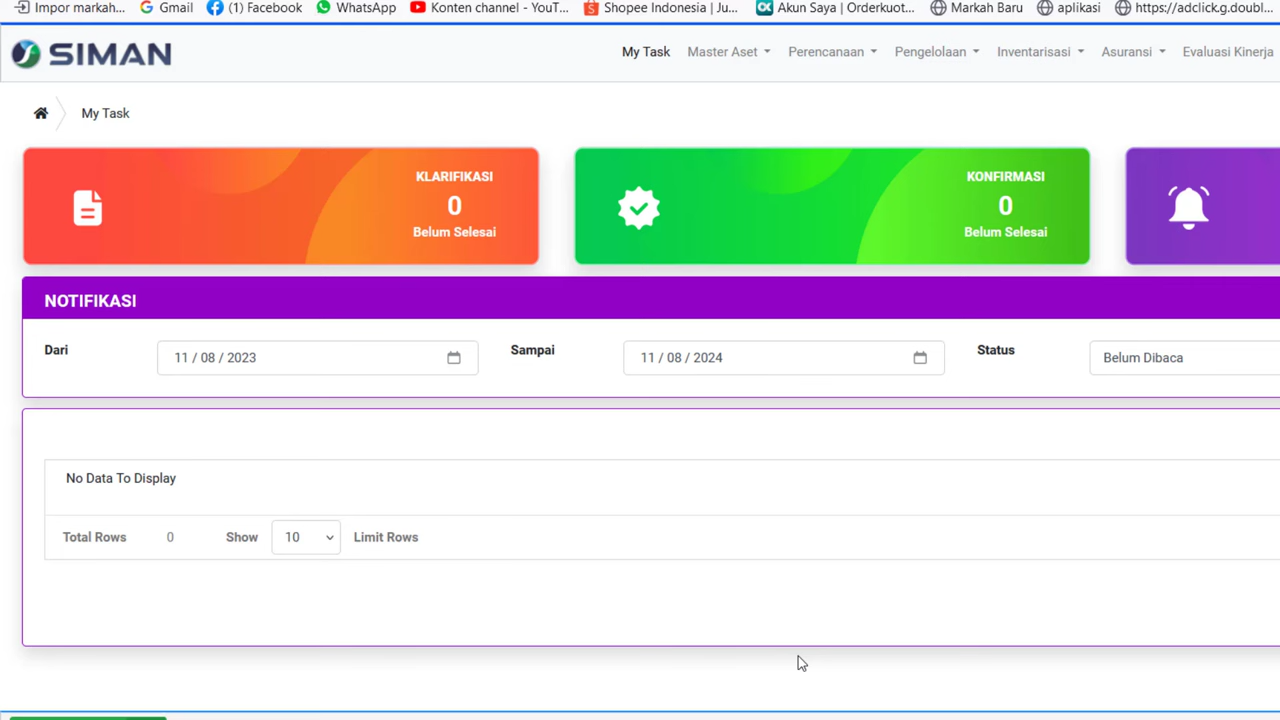 Impor markah... Gmail (1) Facebook WhatsApp Konten channel - YouT... Shopee Indonesia | Ju... Akun Saya | Orderkuot... Markah Baru aplikasi https://adclick.g.doubl...
SIMAN My Task Master Aset Perencanaan Pengelolaan Inventarisasi Asuransi Evaluasi Kinerja
My Task
KLARIFIKASI
0
Belum Selesai
KONFIRMASI
0
Belum Selesai
NOTIFIKASI
Dari 11 / 08 / 2023 Sampai 11 / 08 / 2024 Status Belum Dibaca
No Data To Display
Total Rows 0 Show 10 Limit Rows